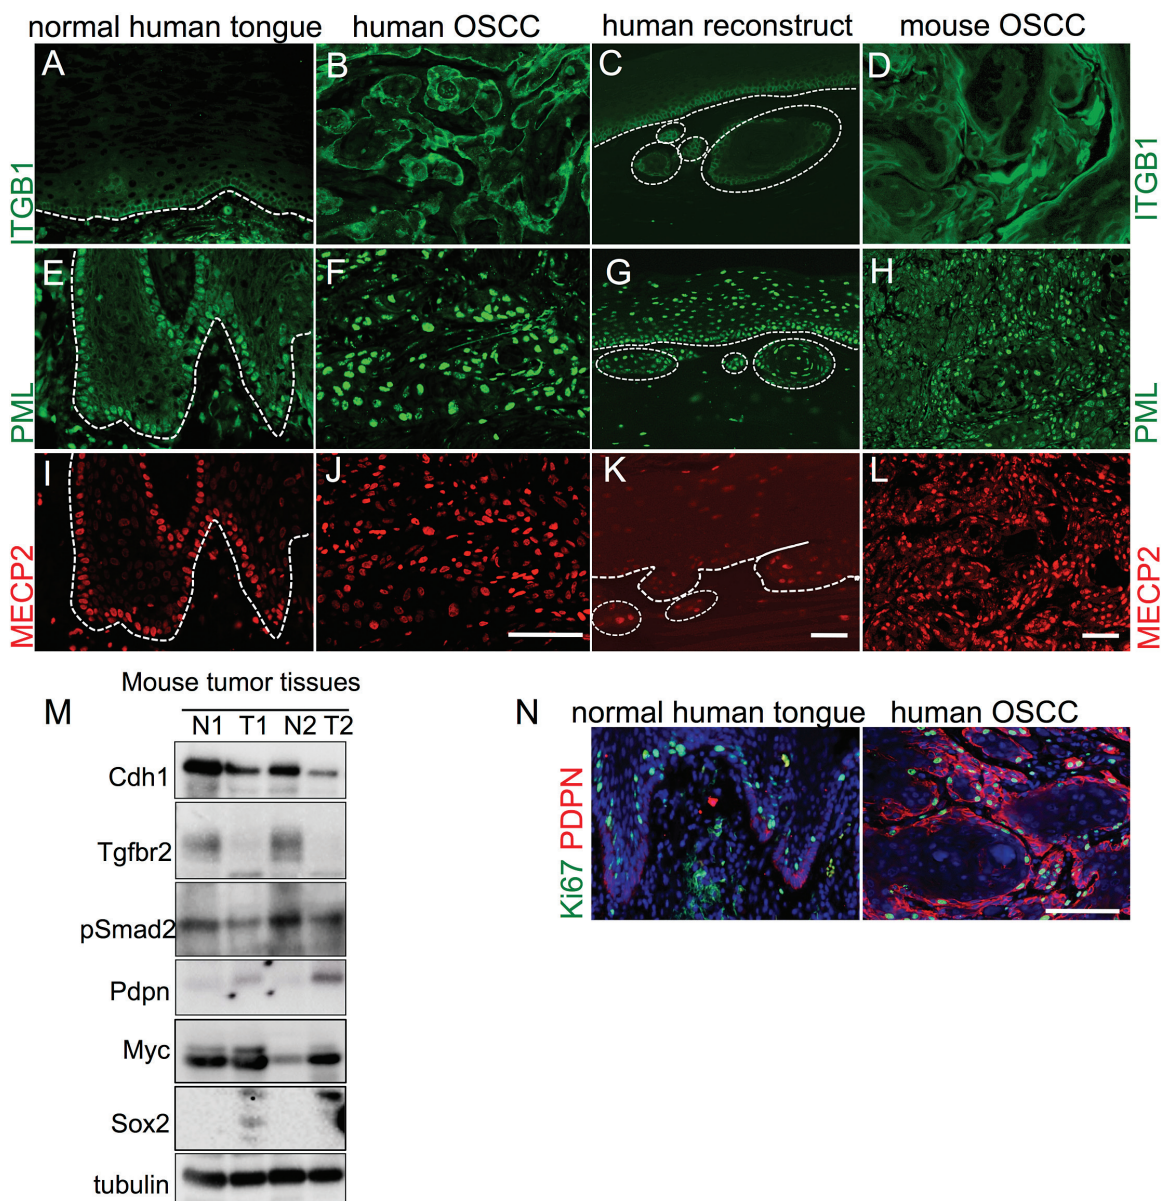 normal human tongue human OSCC human reconstruct mouse OSCC
A B C D
ITGB1 ITGB1
E F G H
PML PML
I J K L
MECP2 MECP2
Mouse tumor tissues
M
N1 T1 N2 T2
Cdh1
Tgfbr2
pSmad2
Pdpn
Myc
Sox2
tubulin
N normal human tongue human OSCC
Ki67 PDPN